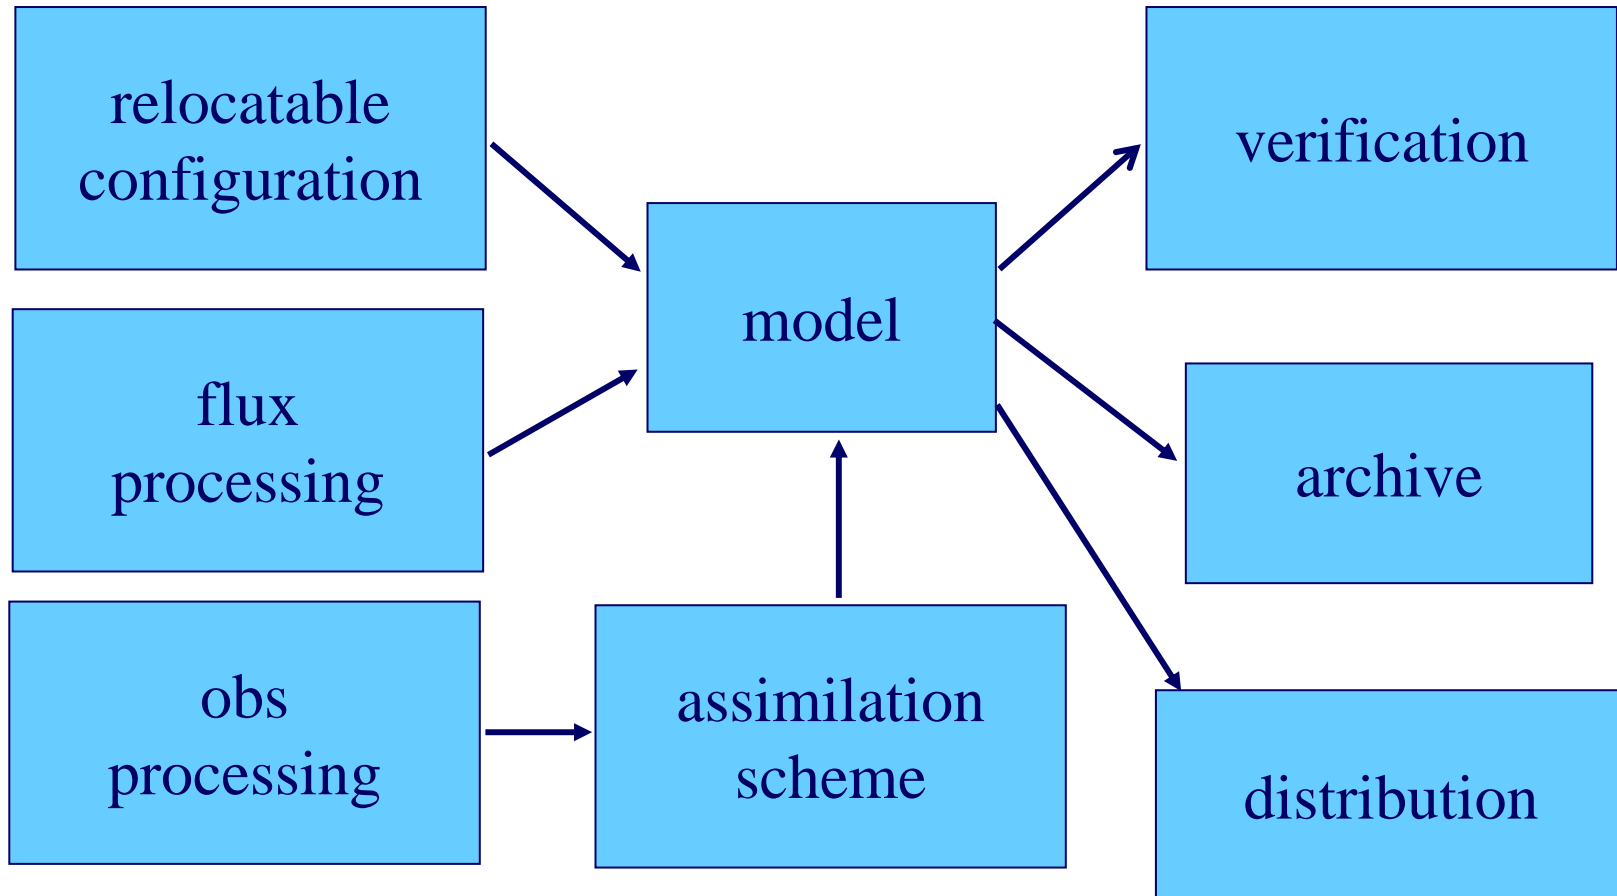 relocatable
configuration
verification
model
flux
processing
archive
obs
processing
assimilation
scheme
distribution